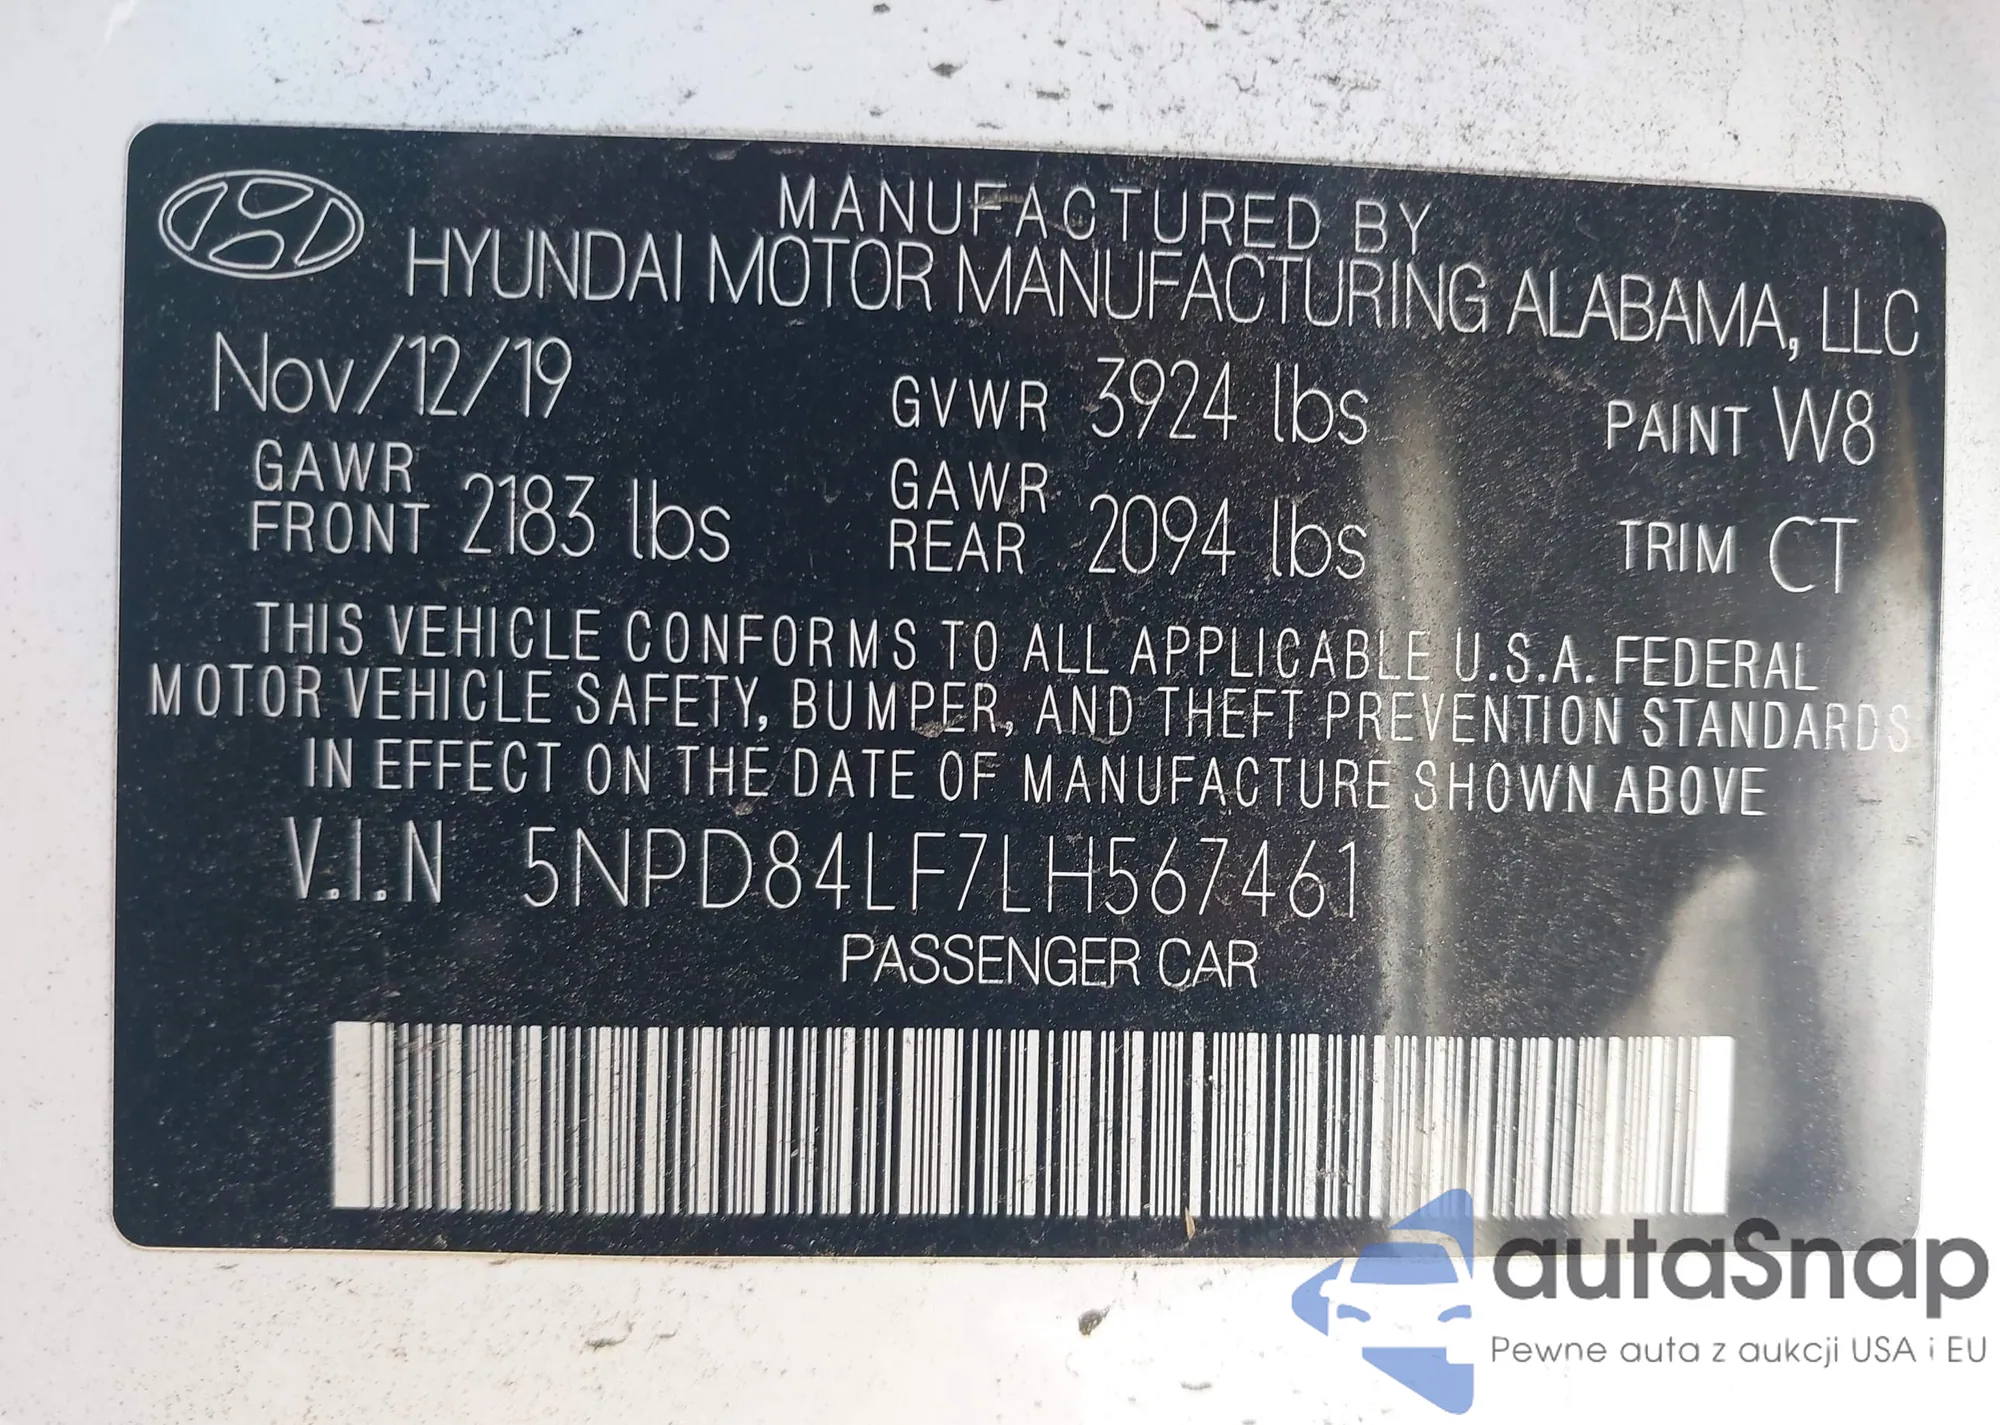 MANUFACTURED BY
HYUNDAI MOTOR MANUFACTURING ALABAMA, LLC
Nov/12/19 GVWR 3924 lbs PAINT W8
GAWR FRONT 2183 lbs GAWR REAR 2094 lbs TRIM CT
THIS VEHICLE CONFORMS TO ALL APPLICABLE U.S.A. FEDERAL
MOTOR VEHICLE SAFETY, BUMPER, AND THEFT PREVENTION STANDARDS
IN EFFECT ON THE DATE OF MANUFACTURE SHOWN ABOVE
V.I.N 5NPD84LF7LH567461
PASSENGER CAR
autaSnap
Pewne auta z aukcji USA i EU